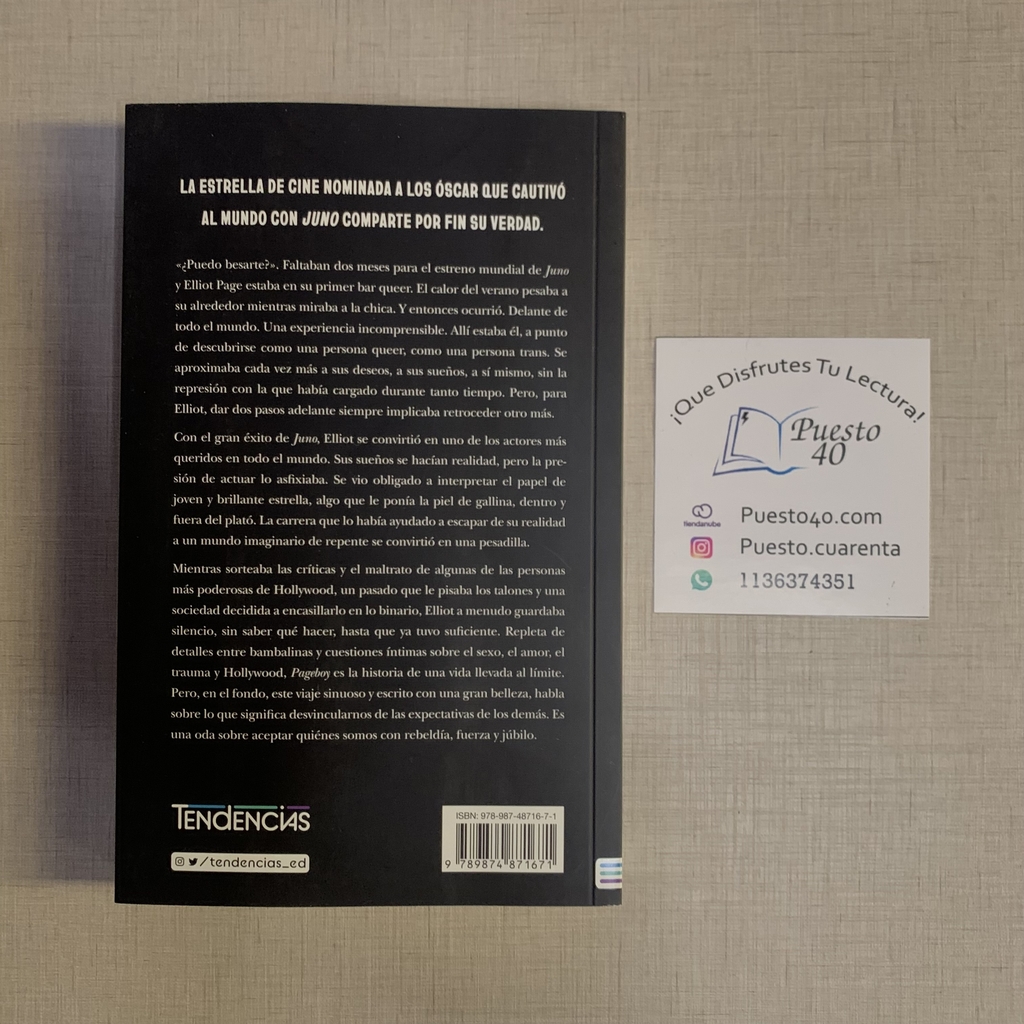 LA ESTRELLA DE CINE NOMINADA A LOS ÓSCAR QUE CAUTIVÓ
AL MUNDO CON JUNO COMPARTE POR FIN SU VERDAD.
«¿Puedo besarte?». Faltaban dos meses para el estreno mundial de Juno
y Elliot Page estaba en su primer bar queer. El calor del verano pesaba a
su alrededor mientras miraba a la chica. Y entonces ocurrió. Delante de
todo el mundo. Una experiencia incomprensible. Allí estaba él, a punto
de descubrirse como una persona queer, como una persona trans. Se
aproximaba cada vez más a sus deseos, a sus sueños, a sí mismo, sin la
represión con la que había cargado durante tanto tiempo. Pero, para
Elliot, dar dos pasos adelante siempre implicaba retroceder otro más.
Con el gran éxito de Juno, Elliot se convirtió en uno de los actores más
queridos en todo el mundo. Sus sueños se hacían realidad, pero la pre-
sión de actuar lo asfixiaba. Se vio obligado a interpretar el papel de
joven y brillante estrella, algo que le ponía la piel de gallina, dentro y
fuera del plató. La carrera que lo había ayudado a escapar de su realidad
a un mundo imaginario de repente se convirtió en una pesadilla.
Mientras sorteaba las críticas y el maltrato de algunas de las personas
más poderosas de Hollywood, un pasado que le pisaba los talones y una
sociedad decidida a encasillarlo en lo binario, Elliot a menudo guardaba
silencio, sin saber qué hacer, hasta que ya tuvo suficiente. Repleta de
detalles entre bambalinas y cuestiones íntimas sobre el sexo, el amor, el
trauma y Hollywood, Pageboy es la historia de una vida llevada al límite.
Pero, en el fondo, este viaje sinuoso y escrito con una gran belleza, habla
sobre lo que significa desvincularnos de las expectativas de los demás. Es
una oda sobre aceptar quiénes somos con rebeldía, fuerza y júbilo.
TENDENCIAS
/tendencias_ed
ISBN: 978-987-48716-7-1
9 789874 871671
¡Que Disfrutes Tu Lectura!
Puesto
40
tiendanube
Puesto40.com
Puesto.cuarenta
1136374351